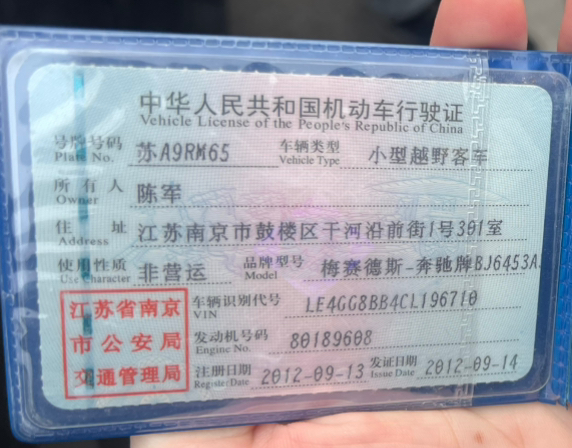 中华人民共和国机动车行驶证
Vehicle License of the People's Republic of China
号牌号码 苏A9RM65 车辆类型 小型越野客车
Plate No. Vehicle Type
所有人 陈军
Owner
住址 江苏南京市鼓楼区干河沿前街1号301室
Address
使用性质 非营运 品牌型号 梅赛德斯-奔驰牌BJ6453A
Use Character Model
江苏省南京
市公安局
交通管理局
车辆识别代号 LE4GG8BB4CL196710
VIN
发动机号码 80189608
Engine No.
注册日期 2012-09-13 发证日期 2012-09-14
Register Date Issue Date